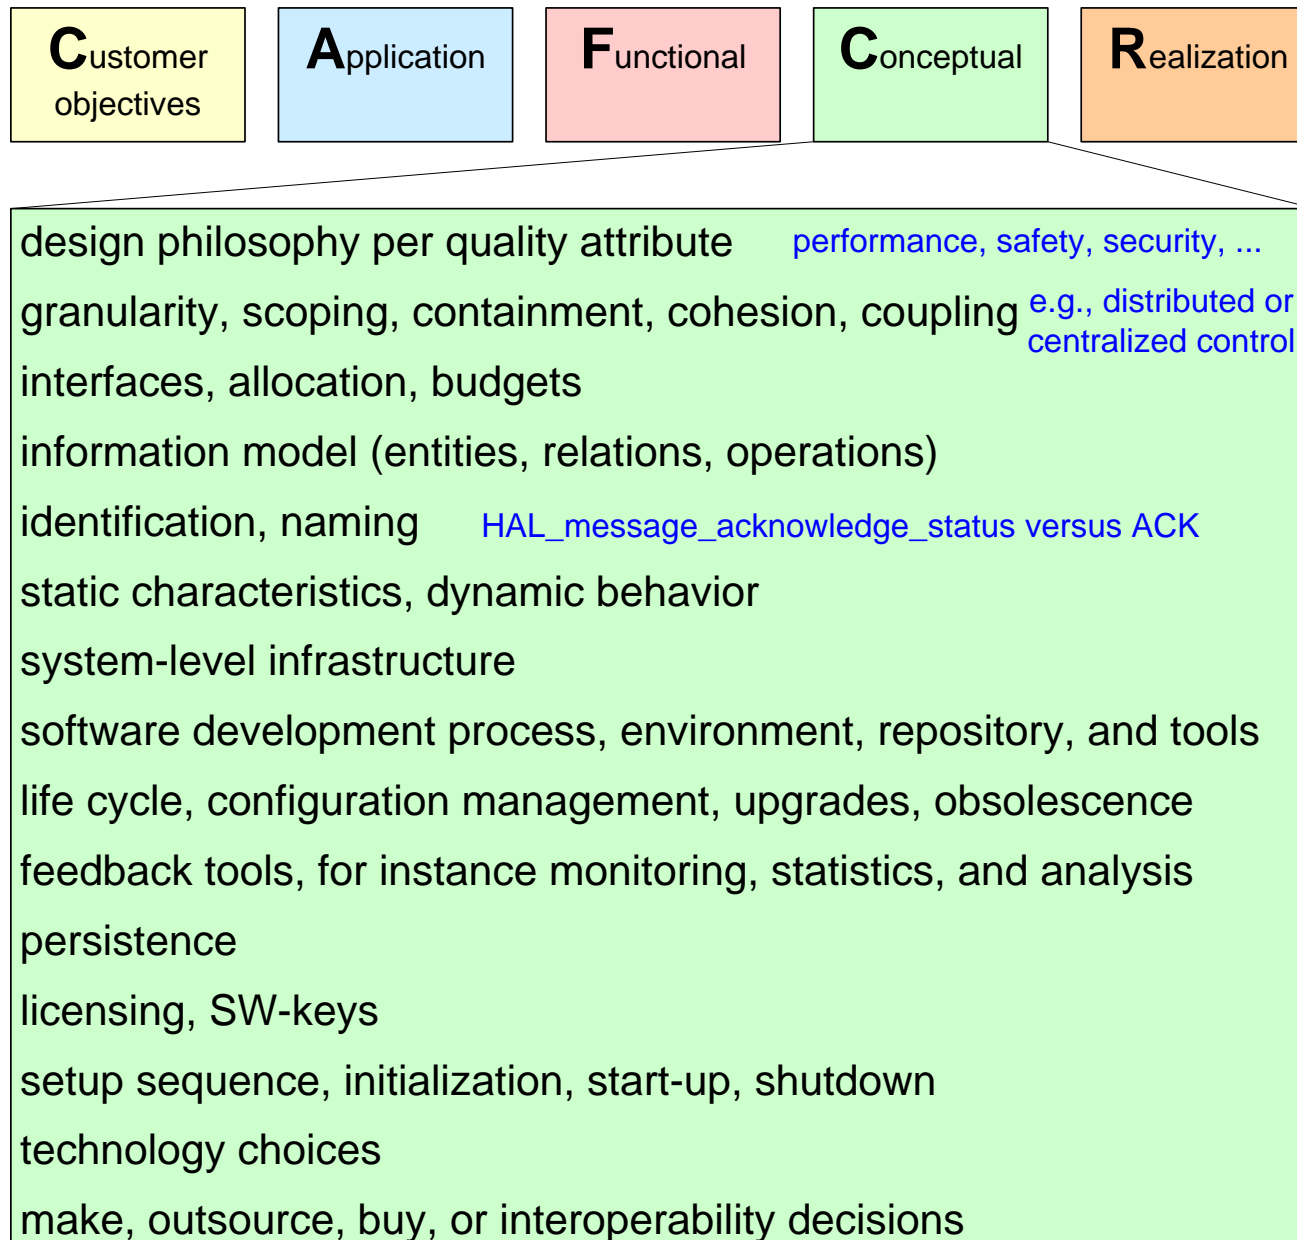 Customer
objectives
Application
Functional
Conceptual
Realization
design philosophy per quality attribute performance, safety, security, ...
granularity, scoping, containment, cohesion, coupling e.g., distributed or
centralized control
interfaces, allocation, budgets
information model (entities, relations, operations)
identification, naming HAL_message_acknowledge_status versus ACK
static characteristics, dynamic behavior
system-level infrastructure
software development process, environment, repository, and tools
life cycle, configuration management, upgrades, obsolescence
feedback tools, for instance monitoring, statistics, and analysis
persistence
licensing, SW-keys
setup sequence, initialization, start-up, shutdown
technology choices
make, outsource, buy, or interoperability decisions